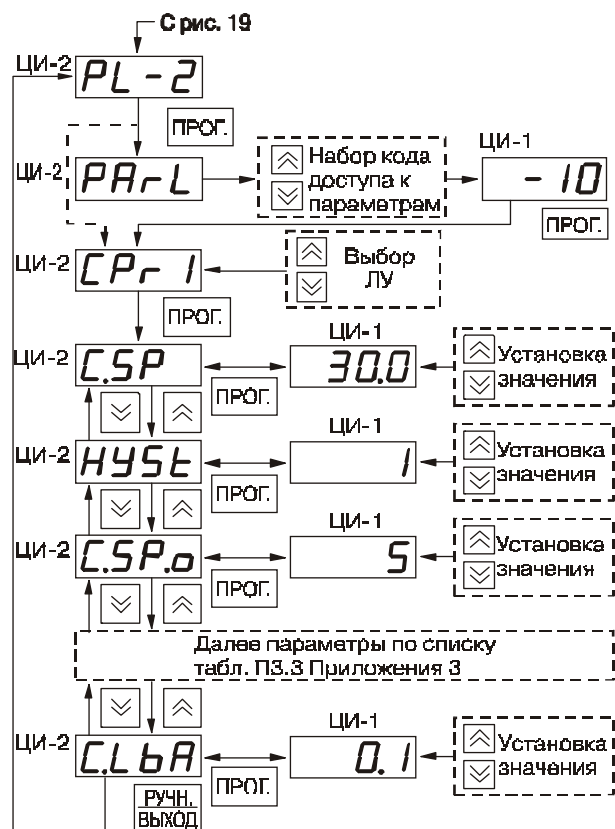 С рис. 19
ЦИ-2 PL-2
ПРОГ.
ЦИ-2 PArL
Набор кода
доступа к
параметрам
ЦИ-1
-10
ПРОГ.
ЦИ-2 CPr1
Выбор
ЛУ
ПРОГ.
ЦИ-2 C.SP
ПРОГ.
ЦИ-1
30.0
Установка
значения
ЦИ-2 HYSt
ПРОГ.
ЦИ-1
1
Установка
значения
ЦИ-2 C.SP.o
ПРОГ.
ЦИ-1
5
Установка
значения
Далее параметры по списку
табл. П3.3 Приложения 3
ЦИ-2 C.LbA
ПРОГ.
ЦИ-1
0.1
Установка
значения
РУЧН.
ВЫХОД